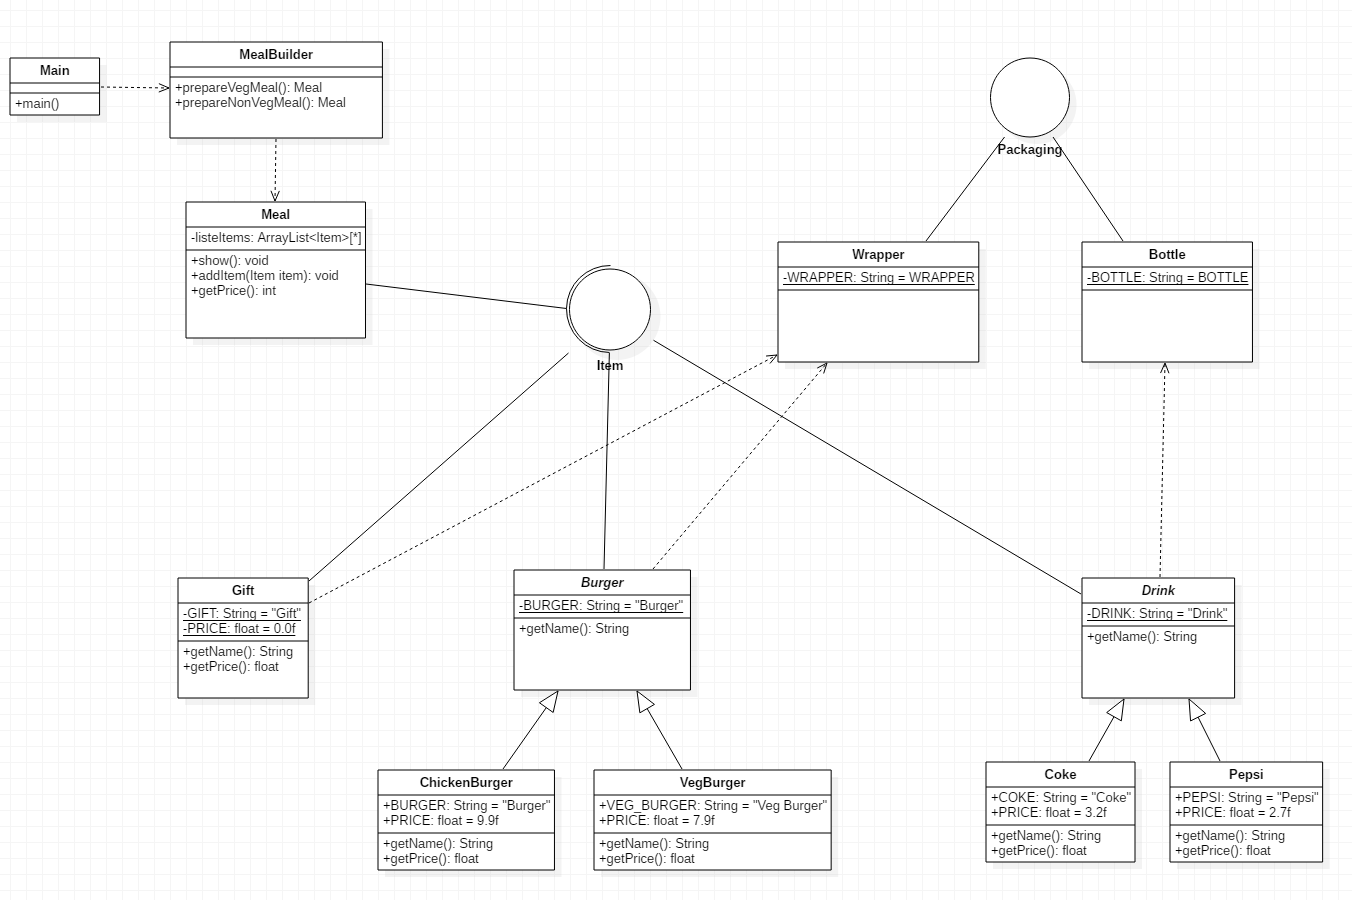 Main
+main()
MealBuilder
+prepareVegMeal(): Meal
+prepareNonVegMeal(): Meal
Meal
-listeItems: ArrayList<Item>[*]
+show(): void
+addItem(Item item): void
+getPrice(): int
Item
Packaging
Wrapper
-WRAPPER: String = WRAPPER
Bottle
-BOTTLE: String = BOTTLE
Gift
-GIFT: String = "Gift"
-PRICE: float = 0.0f
+getName(): String
+getPrice(): float
Burger
-BURGER: String = "Burger"
+getName(): String
Drink
-DRINK: String = "Drink"
+getName(): String
ChickenBurger
+BURGER: String = "Burger"
+PRICE: float = 9.9f
+getName(): String
+getPrice(): float
VegBurger
+VEG_BURGER: String = "Veg Burger"
+PRICE: float = 7.9f
+getName(): String
+getPrice(): float
Coke
+COKE: String = "Coke"
+PRICE: float = 3.2f
+getName(): String
+getPrice(): float
Pepsi
+PEPSI: String = "Pepsi"
+PRICE: float = 2.7f
+getName(): String
+getPrice(): float